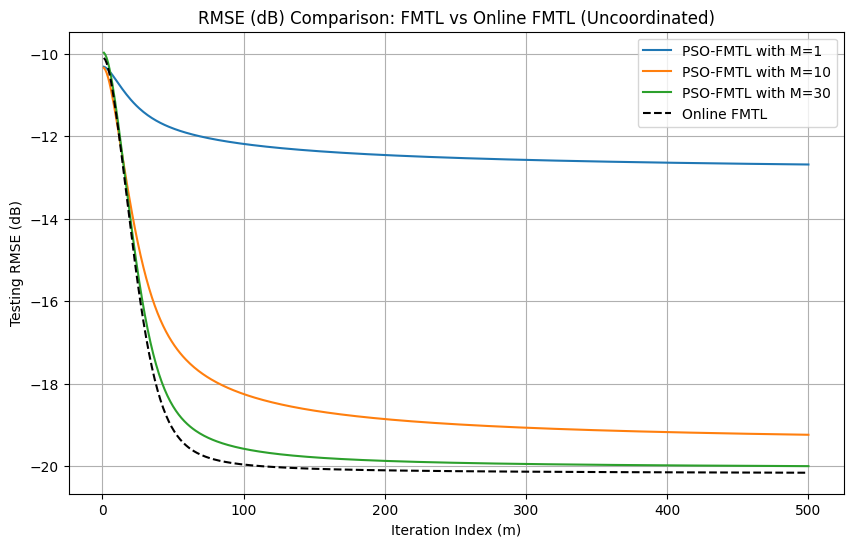 RMSE (dB) Comparison: FMTL vs Online FMTL (Uncoordinated)
PSO-FMTL with M=1
PSO-FMTL with M=10
PSO-FMTL with M=30
Online FMTL
Testing RMSE (dB)
−10
−12
−14
−16
−18
−20
0
100
200
300
400
500
Iteration Index (m)